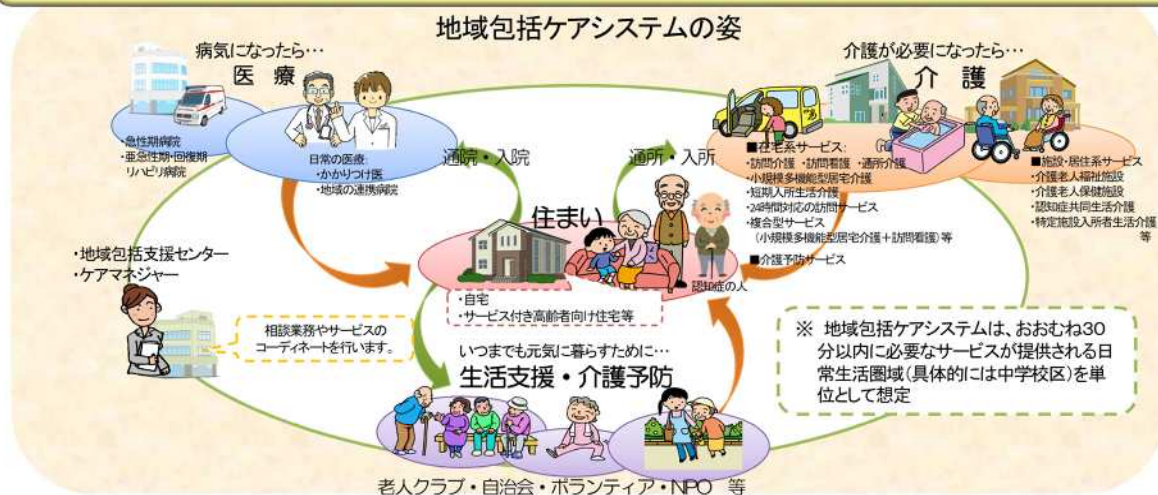 地域包括ケアシステムの姿
病気になったら…
医 療
・急性期病院
・亜急性期・回復期
リハビリ病院
日常の医療:
・かかりつけ医
・地域の連携病院
通院・入院
通所・入所
介護が必要になったら…
介 護
■在宅系サービス:
・訪問介護 ・訪問看護 ・通所介護
・小規模多機能型居宅介護
・短期入所生活介護
・24時間対応の訪問サービス
・複合型サービス
(小規模多機能型居宅介護+訪問看護)等
■介護予防サービス
■施設・居住系サービス
・介護老人福祉施設
・介護老人保健施設
・認知症共同生活介護
・特定施設入所者生活介護
等
住まい
認知症の人
・自宅
・サービス付き高齢者向け住宅等
・地域包括支援センター
・ケアマネジャー
相談業務やサービスの
コーディネートを行います。
いつまでも元気に暮らすために…
生活支援・介護予防
老人クラブ・自治会・ボランティア・NPO 等
※ 地域包括ケアシステムは、おおむね30
分以内に必要なサービスが提供される日
常生活圏域(具体的には中学校区)を単
位として想定